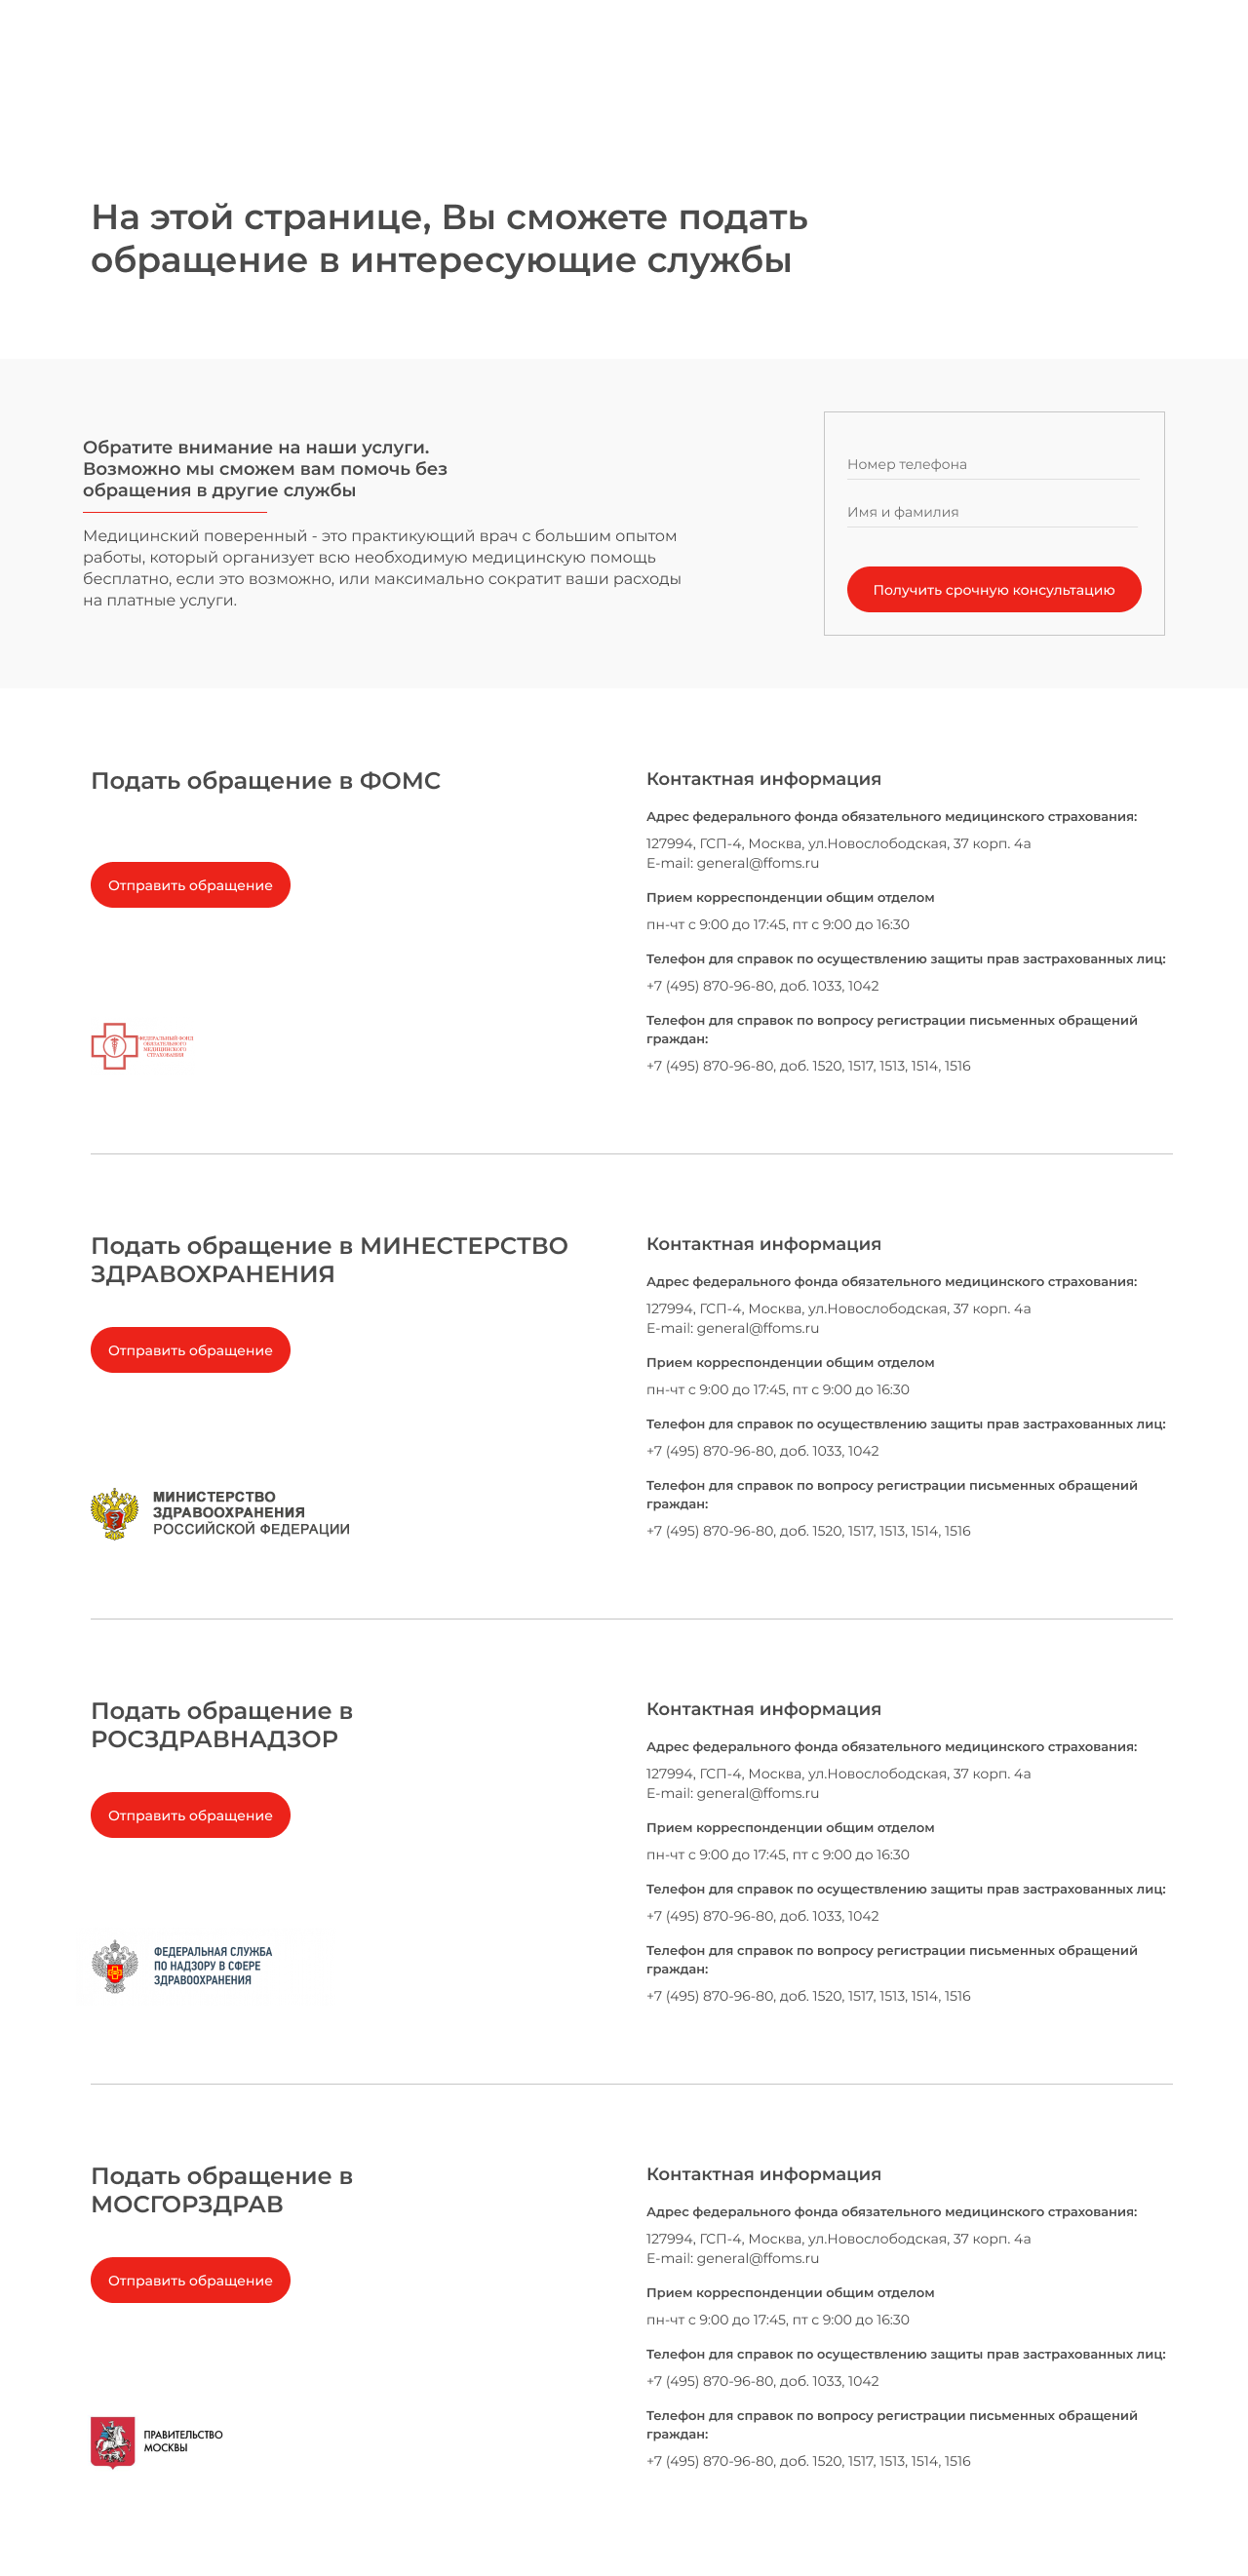 На этой странице, Вы сможете подать
обращение в интересующие службы
Обратите внимание на наши услуги.
Возможно мы сможем вам помочь без
обращения в другие службы
Медицинский поверенный - это практикующий врач с большим опытом
работы, который организует всю необходимую медицинскую помощь
бесплатно, если это возможно, или максимально сократит ваши расходы
на платные услуги.
Номер телефона
Имя и фамилия
Получить срочную консультацию
Подать обращение в ФОМС
Отправить обращение
ФЕДЕРАЛЬНЫЙ ФОНД
ОБЯЗАТЕЛЬНОГО
МЕДИЦИНСКОГО
СТРАХОВАНИЯ
Контактная информация
Адрес федерального фонда обязательного медицинского страхования:
127994, ГСП-4, Москва, ул.Новослободская, 37 корп. 4а
E-mail: general@ffoms.ru
Прием корреспонденции общим отделом
пн-чт с 9:00 до 17:45, пт с 9:00 до 16:30
Телефон для справок по осуществлению защиты прав застрахованных лиц:
+7 (495) 870-96-80, доб. 1033, 1042
Телефон для справок по вопросу регистрации письменных обращений
граждан:
+7 (495) 870-96-80, доб. 1520, 1517, 1513, 1514, 1516
Подать обращение в МИНЕСТЕРСТВО
ЗДРАВОХРАНЕНИЯ
Отправить обращение
МИНИСТЕРСТВО
ЗДРАВООХРАНЕНИЯ
РОССИЙСКОЙ ФЕДЕРАЦИИ
Контактная информация
Адрес федерального фонда обязательного медицинского страхования:
127994, ГСП-4, Москва, ул.Новослободская, 37 корп. 4а
E-mail: general@ffoms.ru
Прием корреспонденции общим отделом
пн-чт с 9:00 до 17:45, пт с 9:00 до 16:30
Телефон для справок по осуществлению защиты прав застрахованных лиц:
+7 (495) 870-96-80, доб. 1033, 1042
Телефон для справок по вопросу регистрации письменных обращений
граждан:
+7 (495) 870-96-80, доб. 1520, 1517, 1513, 1514, 1516
Подать обращение в
РОСЗДРАВНАДЗОР
Отправить обращение
ФЕДЕРАЛЬНАЯ СЛУЖБА
ПО НАДЗОРУ В СФЕРЕ
ЗДРАВООХРАНЕНИЯ
Контактная информация
Адрес федерального фонда обязательного медицинского страхования:
127994, ГСП-4, Москва, ул.Новослободская, 37 корп. 4а
E-mail: general@ffoms.ru
Прием корреспонденции общим отделом
пн-чт с 9:00 до 17:45, пт с 9:00 до 16:30
Телефон для справок по осуществлению защиты прав застрахованных лиц:
+7 (495) 870-96-80, доб. 1033, 1042
Телефон для справок по вопросу регистрации письменных обращений
граждан:
+7 (495) 870-96-80, доб. 1520, 1517, 1513, 1514, 1516
Подать обращение в
МОСГОРЗДРАВ
Отправить обращение
ПРАВИТЕЛЬСТВО
МОСКВЫ
Контактная информация
Адрес федерального фонда обязательного медицинского страхования:
127994, ГСП-4, Москва, ул.Новослободская, 37 корп. 4а
E-mail: general@ffoms.ru
Прием корреспонденции общим отделом
пн-чт с 9:00 до 17:45, пт с 9:00 до 16:30
Телефон для справок по осуществлению защиты прав застрахованных лиц:
+7 (495) 870-96-80, доб. 1033, 1042
Телефон для справок по вопросу регистрации письменных обращений
граждан:
+7 (495) 870-96-80, доб. 1520, 1517, 1513, 1514, 1516